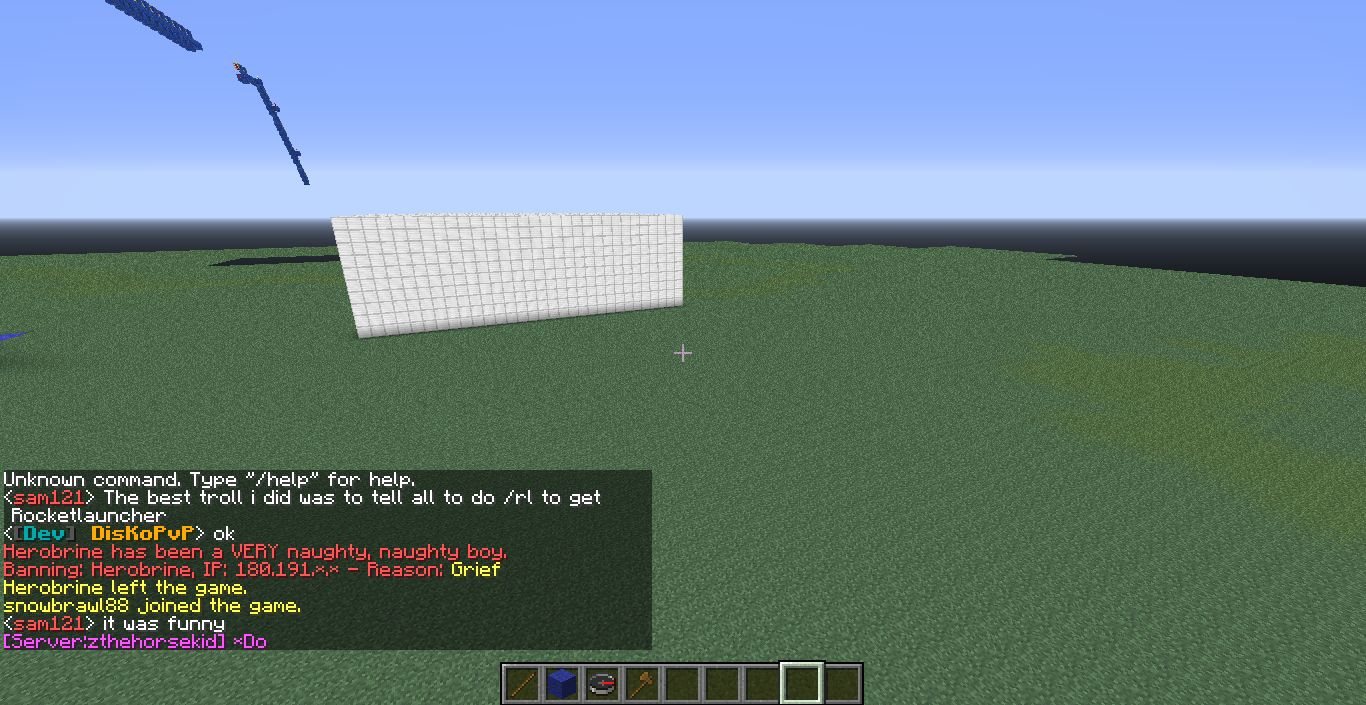 Unknown command. Type "/help" for help.
<sam121> The best troll i did was to tell all to do /rl to get
Rocketlauncher
<[Dev] DisKoPvP> ok
Herobrine has been a VERY naughty, naughty boy.
Banning: Herobrine, IP: 180.191.*.* - Reason: Grief
Herobrine left the game.
snowbrawl88 joined the game.
<sam121> it was funny
[Server:zthehorsekid] *Do